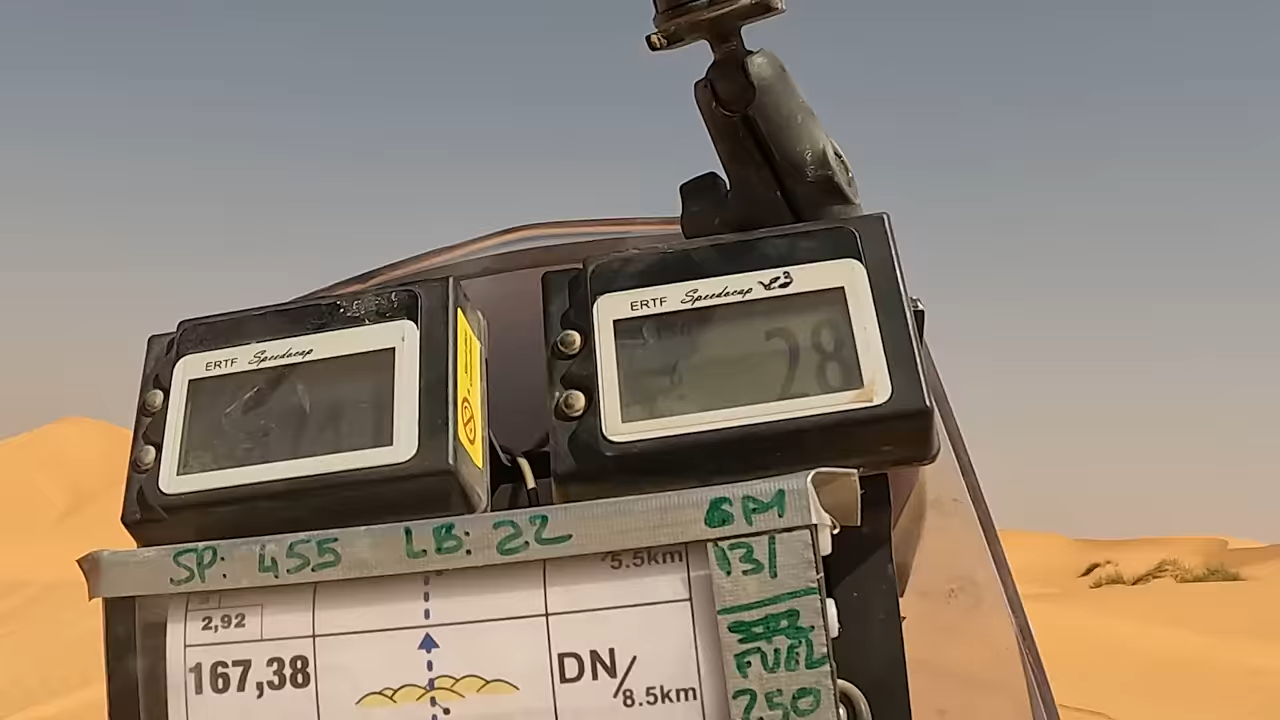 ERTF Speedocap
ERTF Speedocap
28
SP: 455 LB: 22
131
FUEL
250
5.5km
2,92
167,38
DN/8.5km